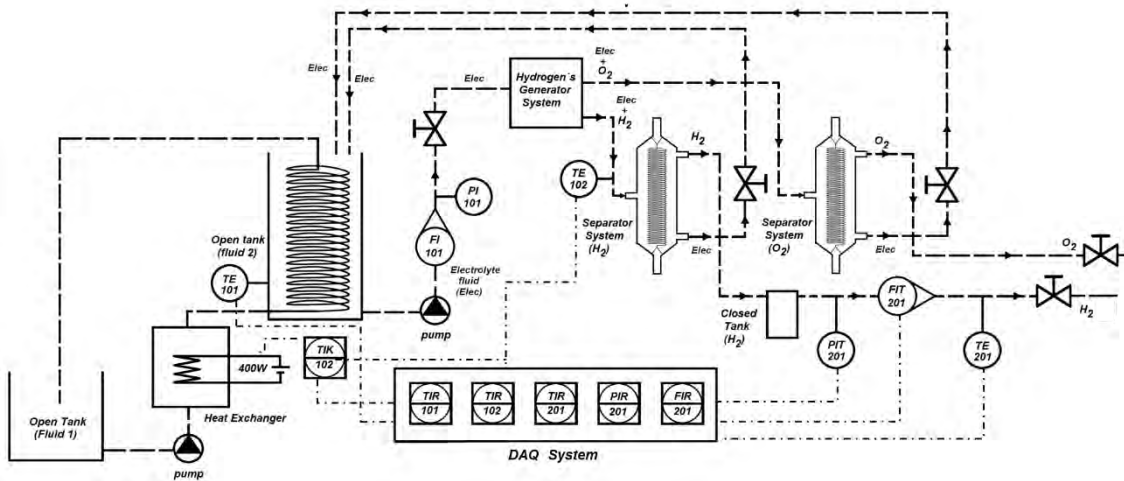 Elec
Elec
Elec
Hydrogen´s
Generator
System
Elec
+
O2
Elec
+
H2
PI
101
FI
101
Electrolyte
fluid
(Elec)
pump
TE
102
Separator
System
(H2)
H2
Elec
Separator
System
(O2)
O2
Elec
O2
H2
Open tank
(fluid 2)
TE
101
Closed
Tank
(H2)
FIT
201
PIT
201
TE
201
400W
TIK
102
Heat Exchanger
Open Tank
(Fluid 1)
pump
TIR
101
TIR
102
TIR
201
PIR
201
FIR
201
DAQ System